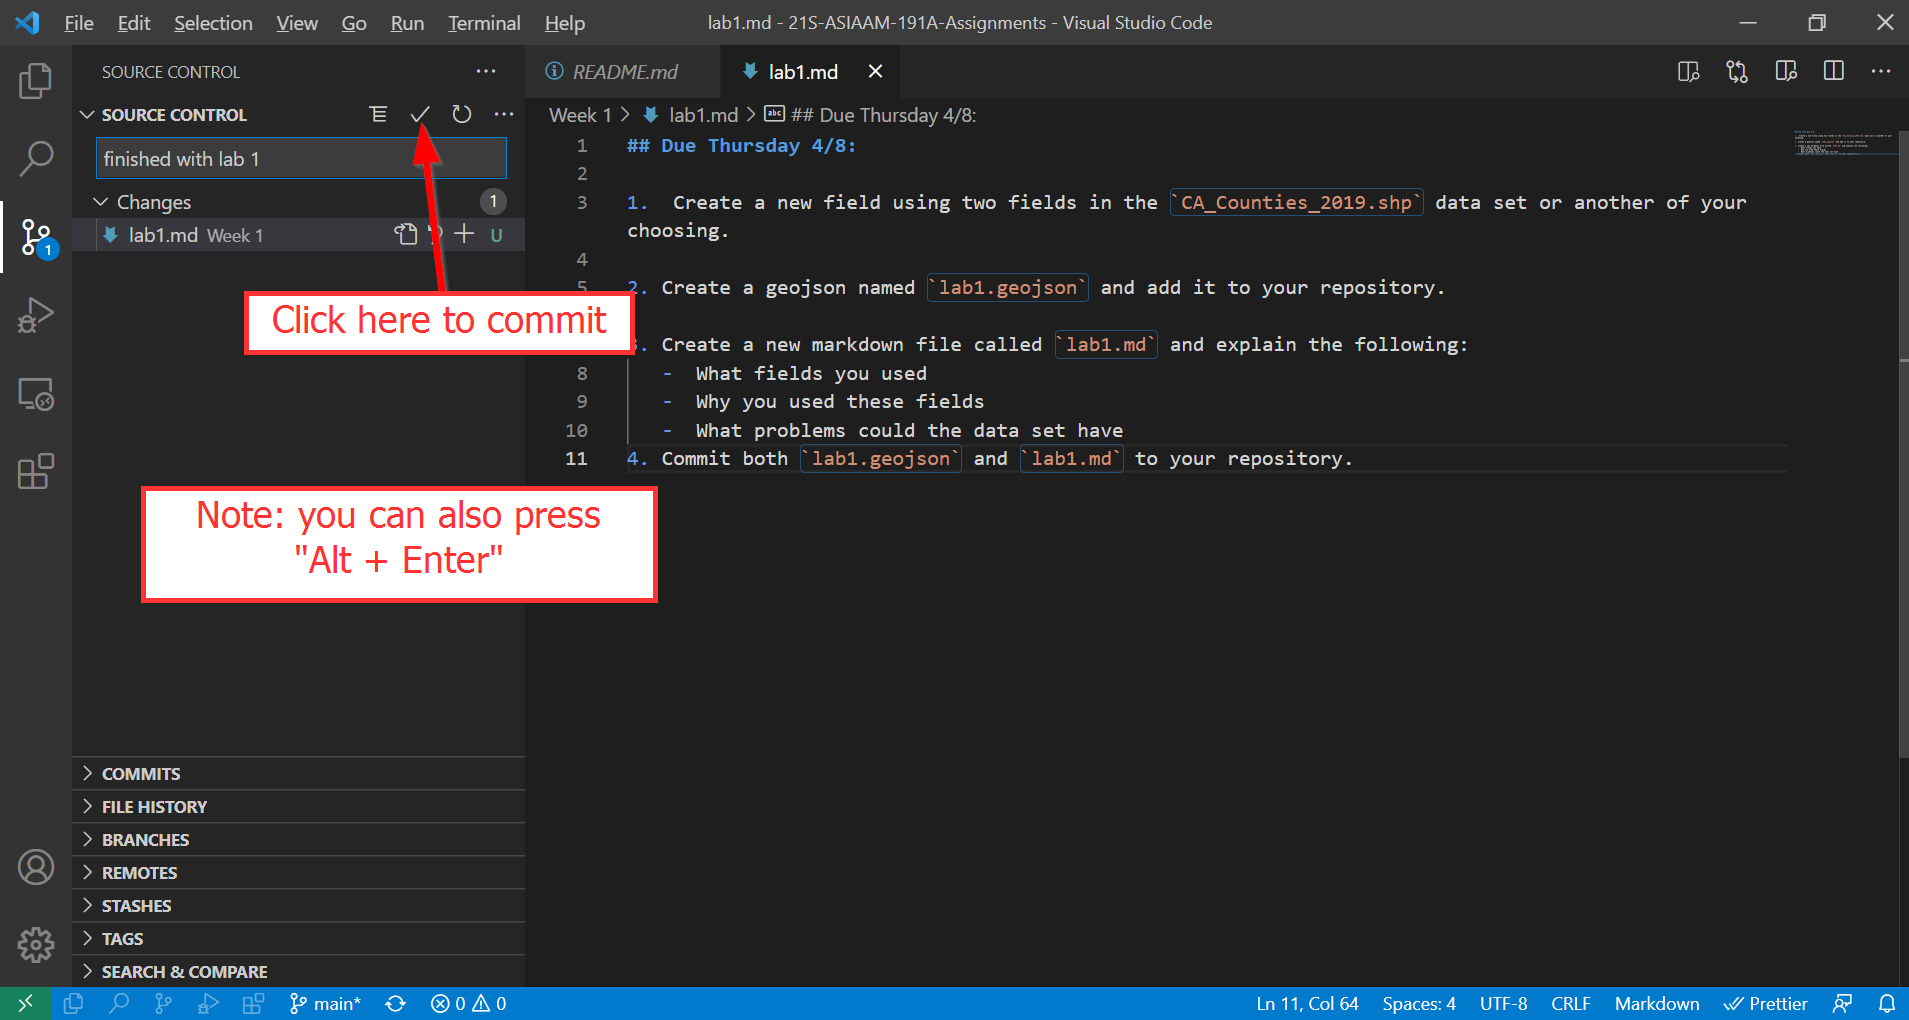 File Edit Selection View Go Run Terminal Help lab1.md - 21S-ASIAAM-191A-Assignments - Visual Studio Code
SOURCE CONTROL
SOURCE CONTROL
finished with lab 1
Changes 1
lab1.md Week 1 U
1
Click here to commit
Note: you can also press
"Alt + Enter"
COMMITS
FILE HISTORY
BRANCHES
REMOTES
STASHES
TAGS
SEARCH & COMPARE
README.md lab1.md
Week 1 > lab1.md > abc ## Due Thursday 4/8:
1 ## Due Thursday 4/8:
2
3 1. Create a new field using two fields in the `CA_Counties_2019.shp` data set or another of your
choosing.
4
5 2. Create a geojson named `lab1.geojson` and add it to your repository.
3. Create a new markdown file called `lab1.md` and explain the following:
8 - What fields you used
9 - Why you used these fields
10 - What problems could the data set have
11 4. Commit both `lab1.geojson` and `lab1.md` to your repository.
main* 0 0 Ln 11, Col 64 Spaces: 4 UTF-8 CRLF Markdown Prettier